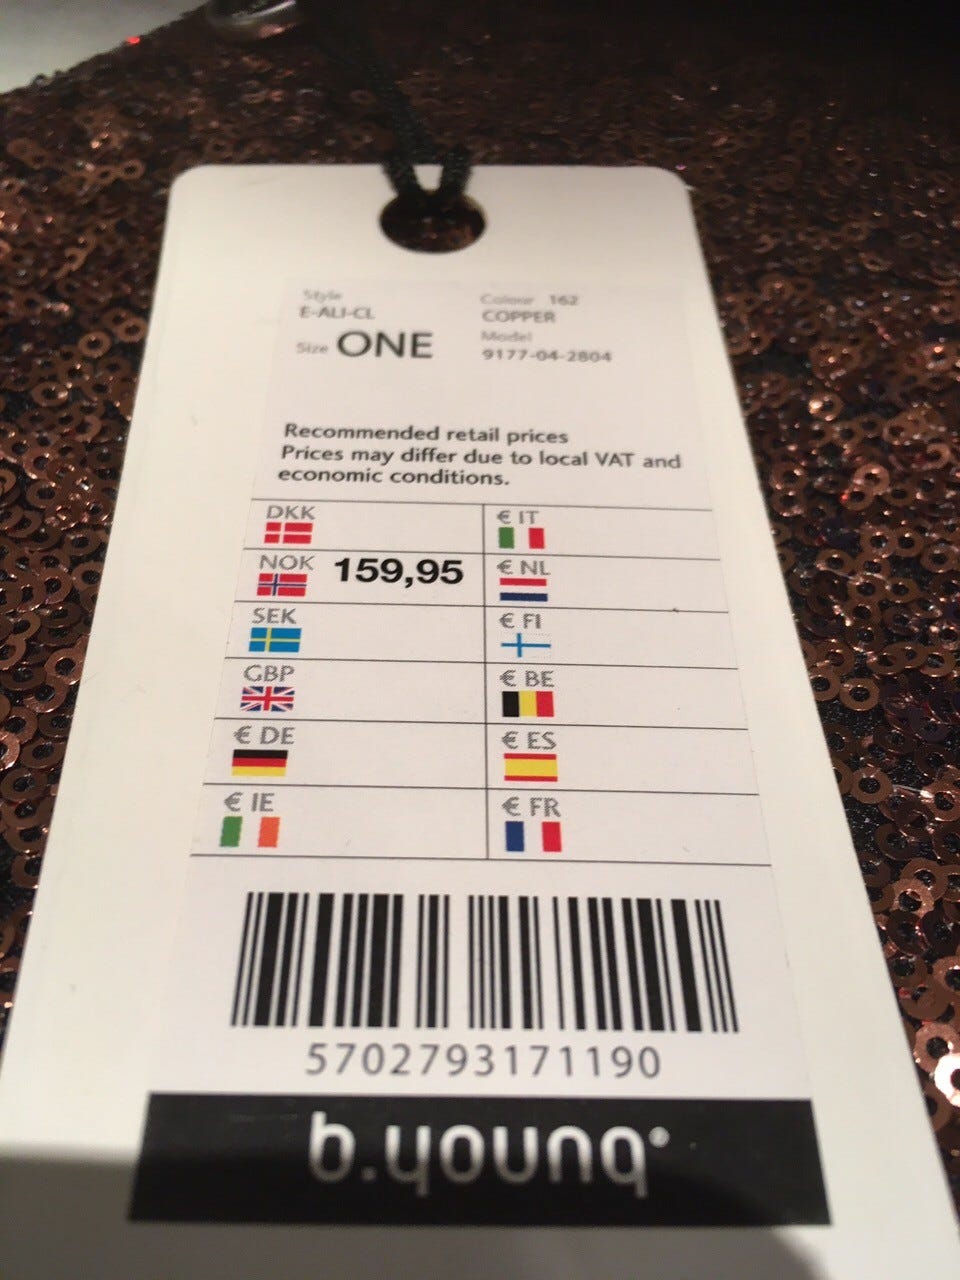 Style
E-ALI-CL
Size ONE
Colour 162
COPPER
Model
9177-04-2804
Recommended retail prices
Prices may differ due to local VAT and
economic conditions.
DKK
NOK 159,95
SEK
GBP
€ DE
€ IE
€ IT
€ NL
€ FI
€ BE
€ ES
€ FR
5702793171190
b.young®